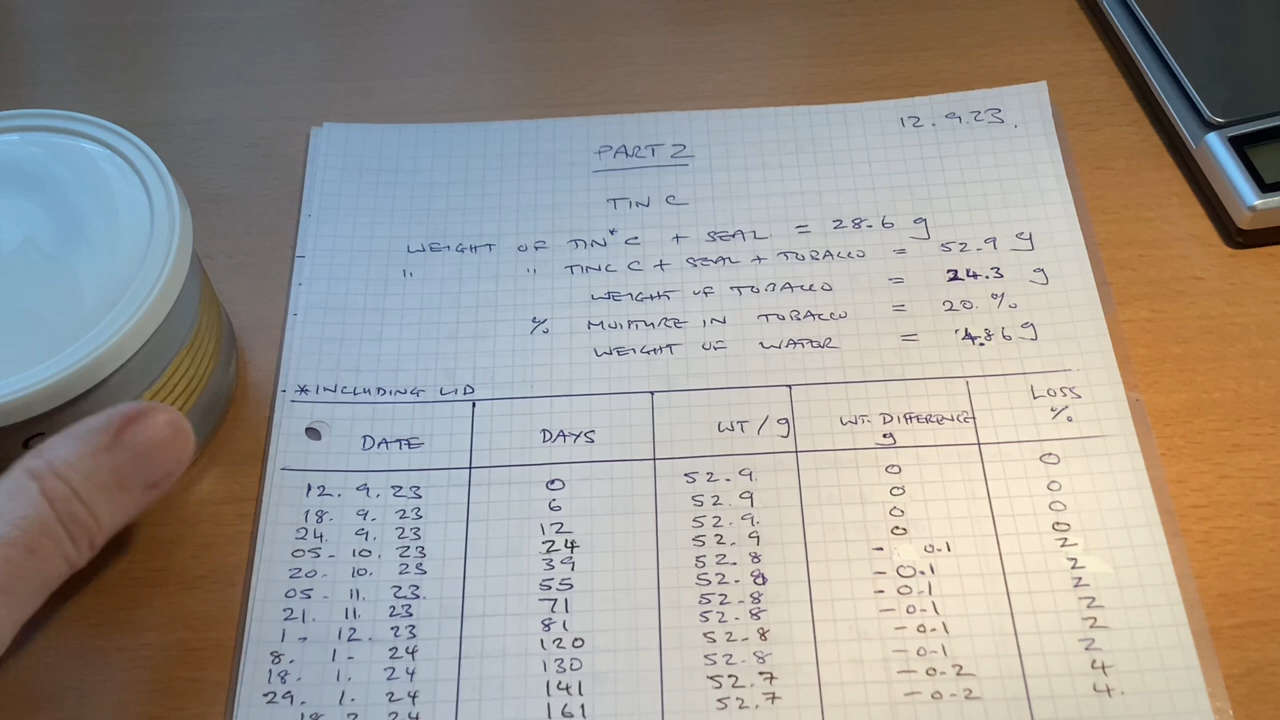 12.9.23.
PART 2
TIN C
WEIGHT OF TIN* C + SEAL = 28.6 g
" " TINC C + SEAL + TOBACCO = 52.9 g
WEIGHT OF TOBACCO = 24.3 g
% MOISTURE IN TOBACCO = 20. %
WEIGHT OF WATER = 4.86 g
* INCLUDING LID
DATE DAYS WT / g WT. DIFFERENCE g LOSS %
12. 9. 23 0 52.9. 0 0
18. 9. 23 6 52.9 0 0
24. 9. 23 12 52.9. 0 0
05. 10. 23 24 52.9 0 0
20. 10. 23 39 52.8 - 0.1 2
05. 11. 23. 55 52.8 - 0.1 2
21. 11. 23 71 52.8 - 0.1 2
1. 12. 23 81 52.8 - 0.1 2
8. 1. 24 120 52.8 - 0.1 2
18. 1. 24 130 52.8 - 0.1 2
29. 1. 24 141 52.7 - 0.2 4
24 161 52.7 - 0.2 4.